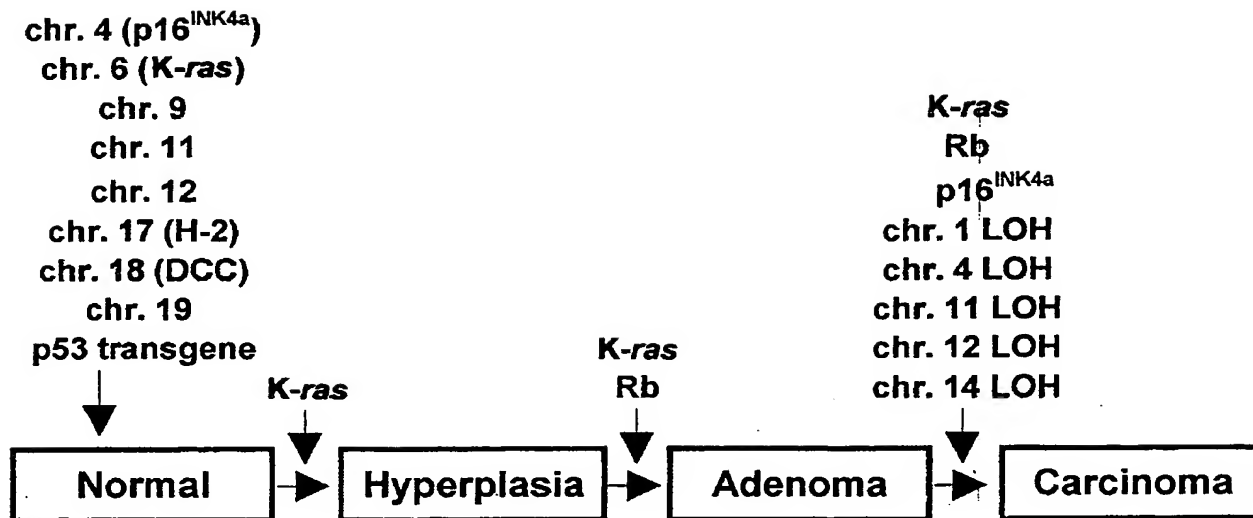 chr. 4 (p16INK4a)
chr. 6 (K-ras)
chr. 9
chr. 11
chr. 12
chr. 17 (H-2)
chr. 18 (DCC)
chr. 19
p53 transgene
K-ras
K-ras
Rb
K-ras
Rb
p16INK4a
chr. 1 LOH
chr. 4 LOH
chr. 11 LOH
chr. 12 LOH
chr. 14 LOH
Normal
Hyperplasia
Adenoma
Carcinoma